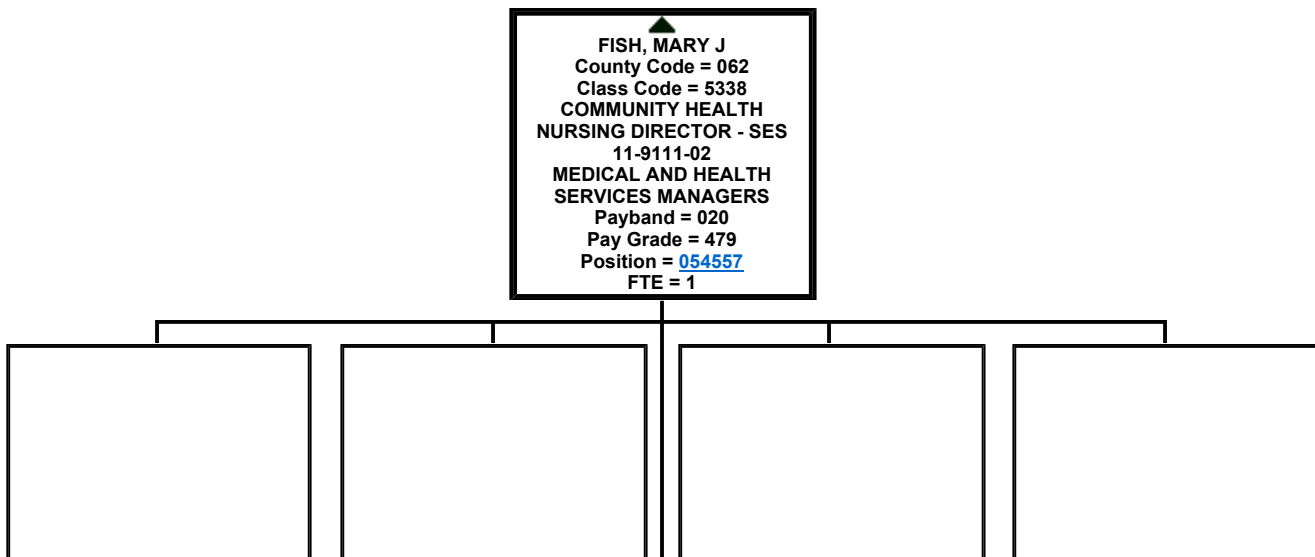 FISH, MARY J
County Code = 062
Class Code = 5338
COMMUNITY HEALTH
NURSING DIRECTOR - SES
11-9111-02
MEDICAL AND HEALTH
SERVICES MANAGERS
Payband = 020
Pay Grade = 479
Position = 054557
FTE = 1